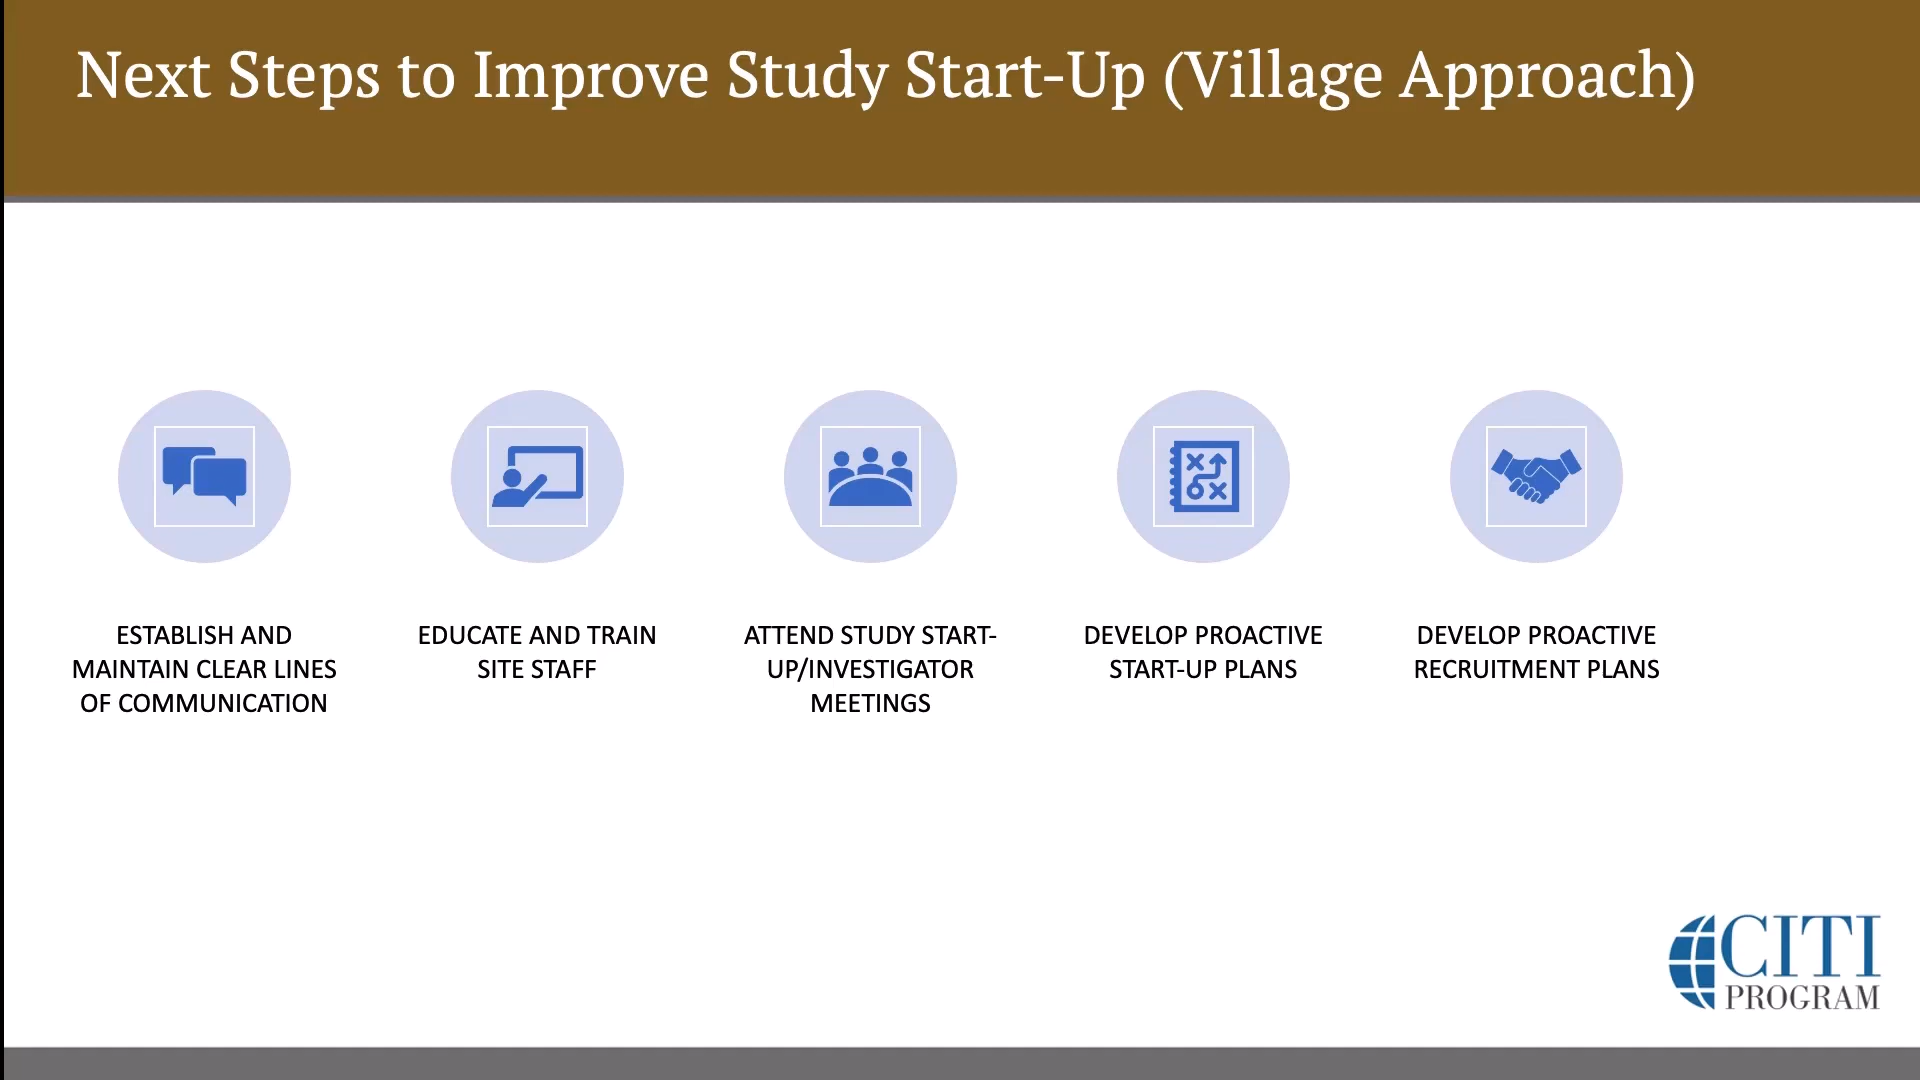 Next Steps to Improve Study Start-Up (Village Approach)
ESTABLISH AND
MAINTAIN CLEAR LINES
OF COMMUNICATION
EDUCATE AND TRAIN
SITE STAFF
ATTEND STUDY START-
UP/INVESTIGATOR
MEETINGS
DEVELOP PROACTIVE
START-UP PLANS
DEVELOP PROACTIVE
RECRUITMENT PLANS
CITI
PROGRAM